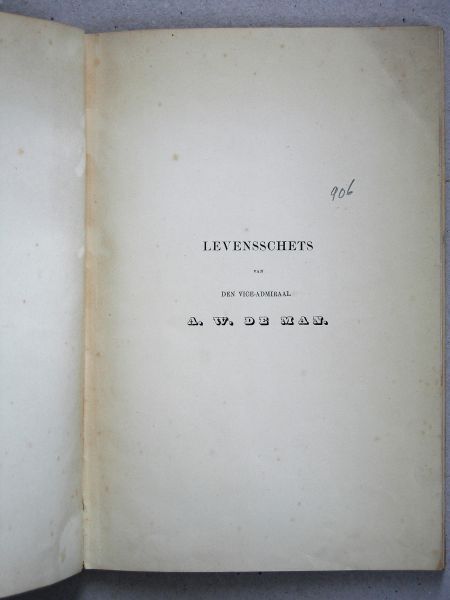 906
LEVENSSCHETS
VAN
DEN VICE-ADMIRAAL
A. W. DE MAN.